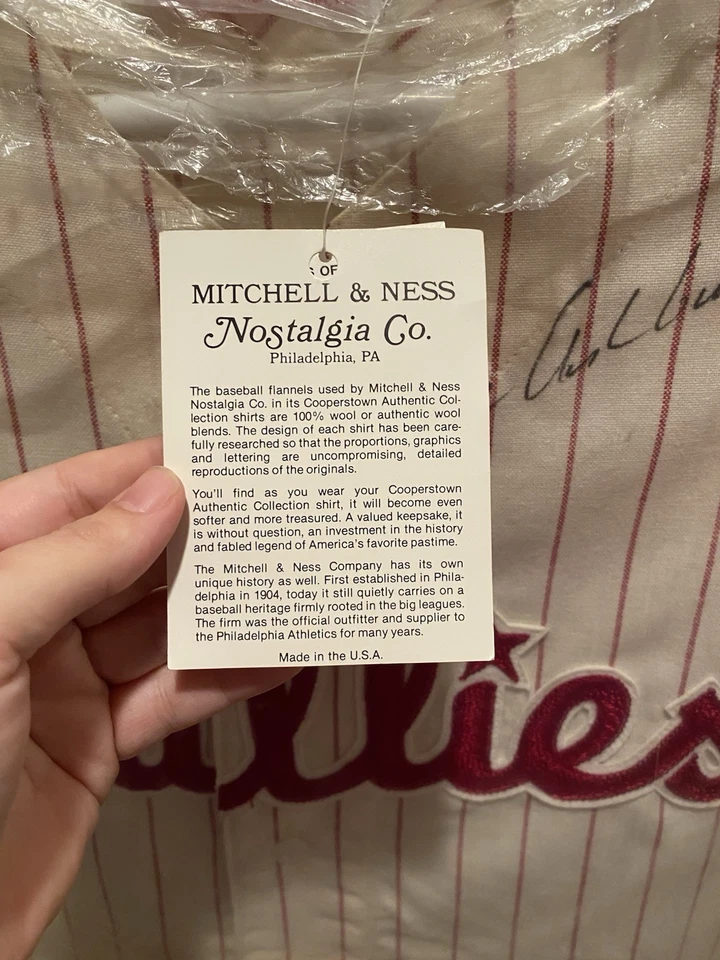 OF
MITCHELL & NESS
Nostalgia Co.
Philadelphia, PA
The baseball flannels used by Mitchell & Ness
Nostalgia Co. in its Cooperstown Authentic Col-
lection shirts are 100% wool or authentic wool
blends. The design of each shirt has been care-
fully researched so that the proportions, graphics
and lettering are uncompromising, detailed
reproductions of the originals.
You'll find as you wear your Cooperstown
Authentic Collection shirt, it will become even
softer and more treasured. A valued keepsake, it
is without question, an investment in the history
and fabled legend of America's favorite pastime.
The Mitchell & Ness Company has its own
unique history as well. First established in Phila-
delphia in 1904, today it still quietly carries on a
baseball heritage firmly rooted in the big leagues.
The firm was the official outfitter and supplier to
the Philadelphia Athletics for many years.
Made in the U.S.A.
llies